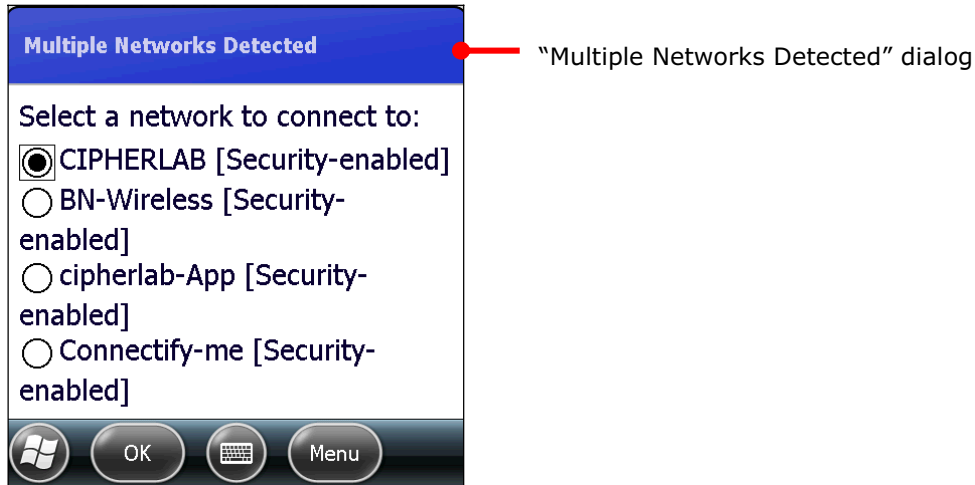 Multiple Networks Detected
“Multiple Networks Detected” dialog
Select a network to connect to:
CIPHERLAB [Security-enabled]
BN-Wireless [Security-
enabled]
cipherlab-App [Security-
enabled]
Connectify-me [Security-
enabled]
OK
Menu